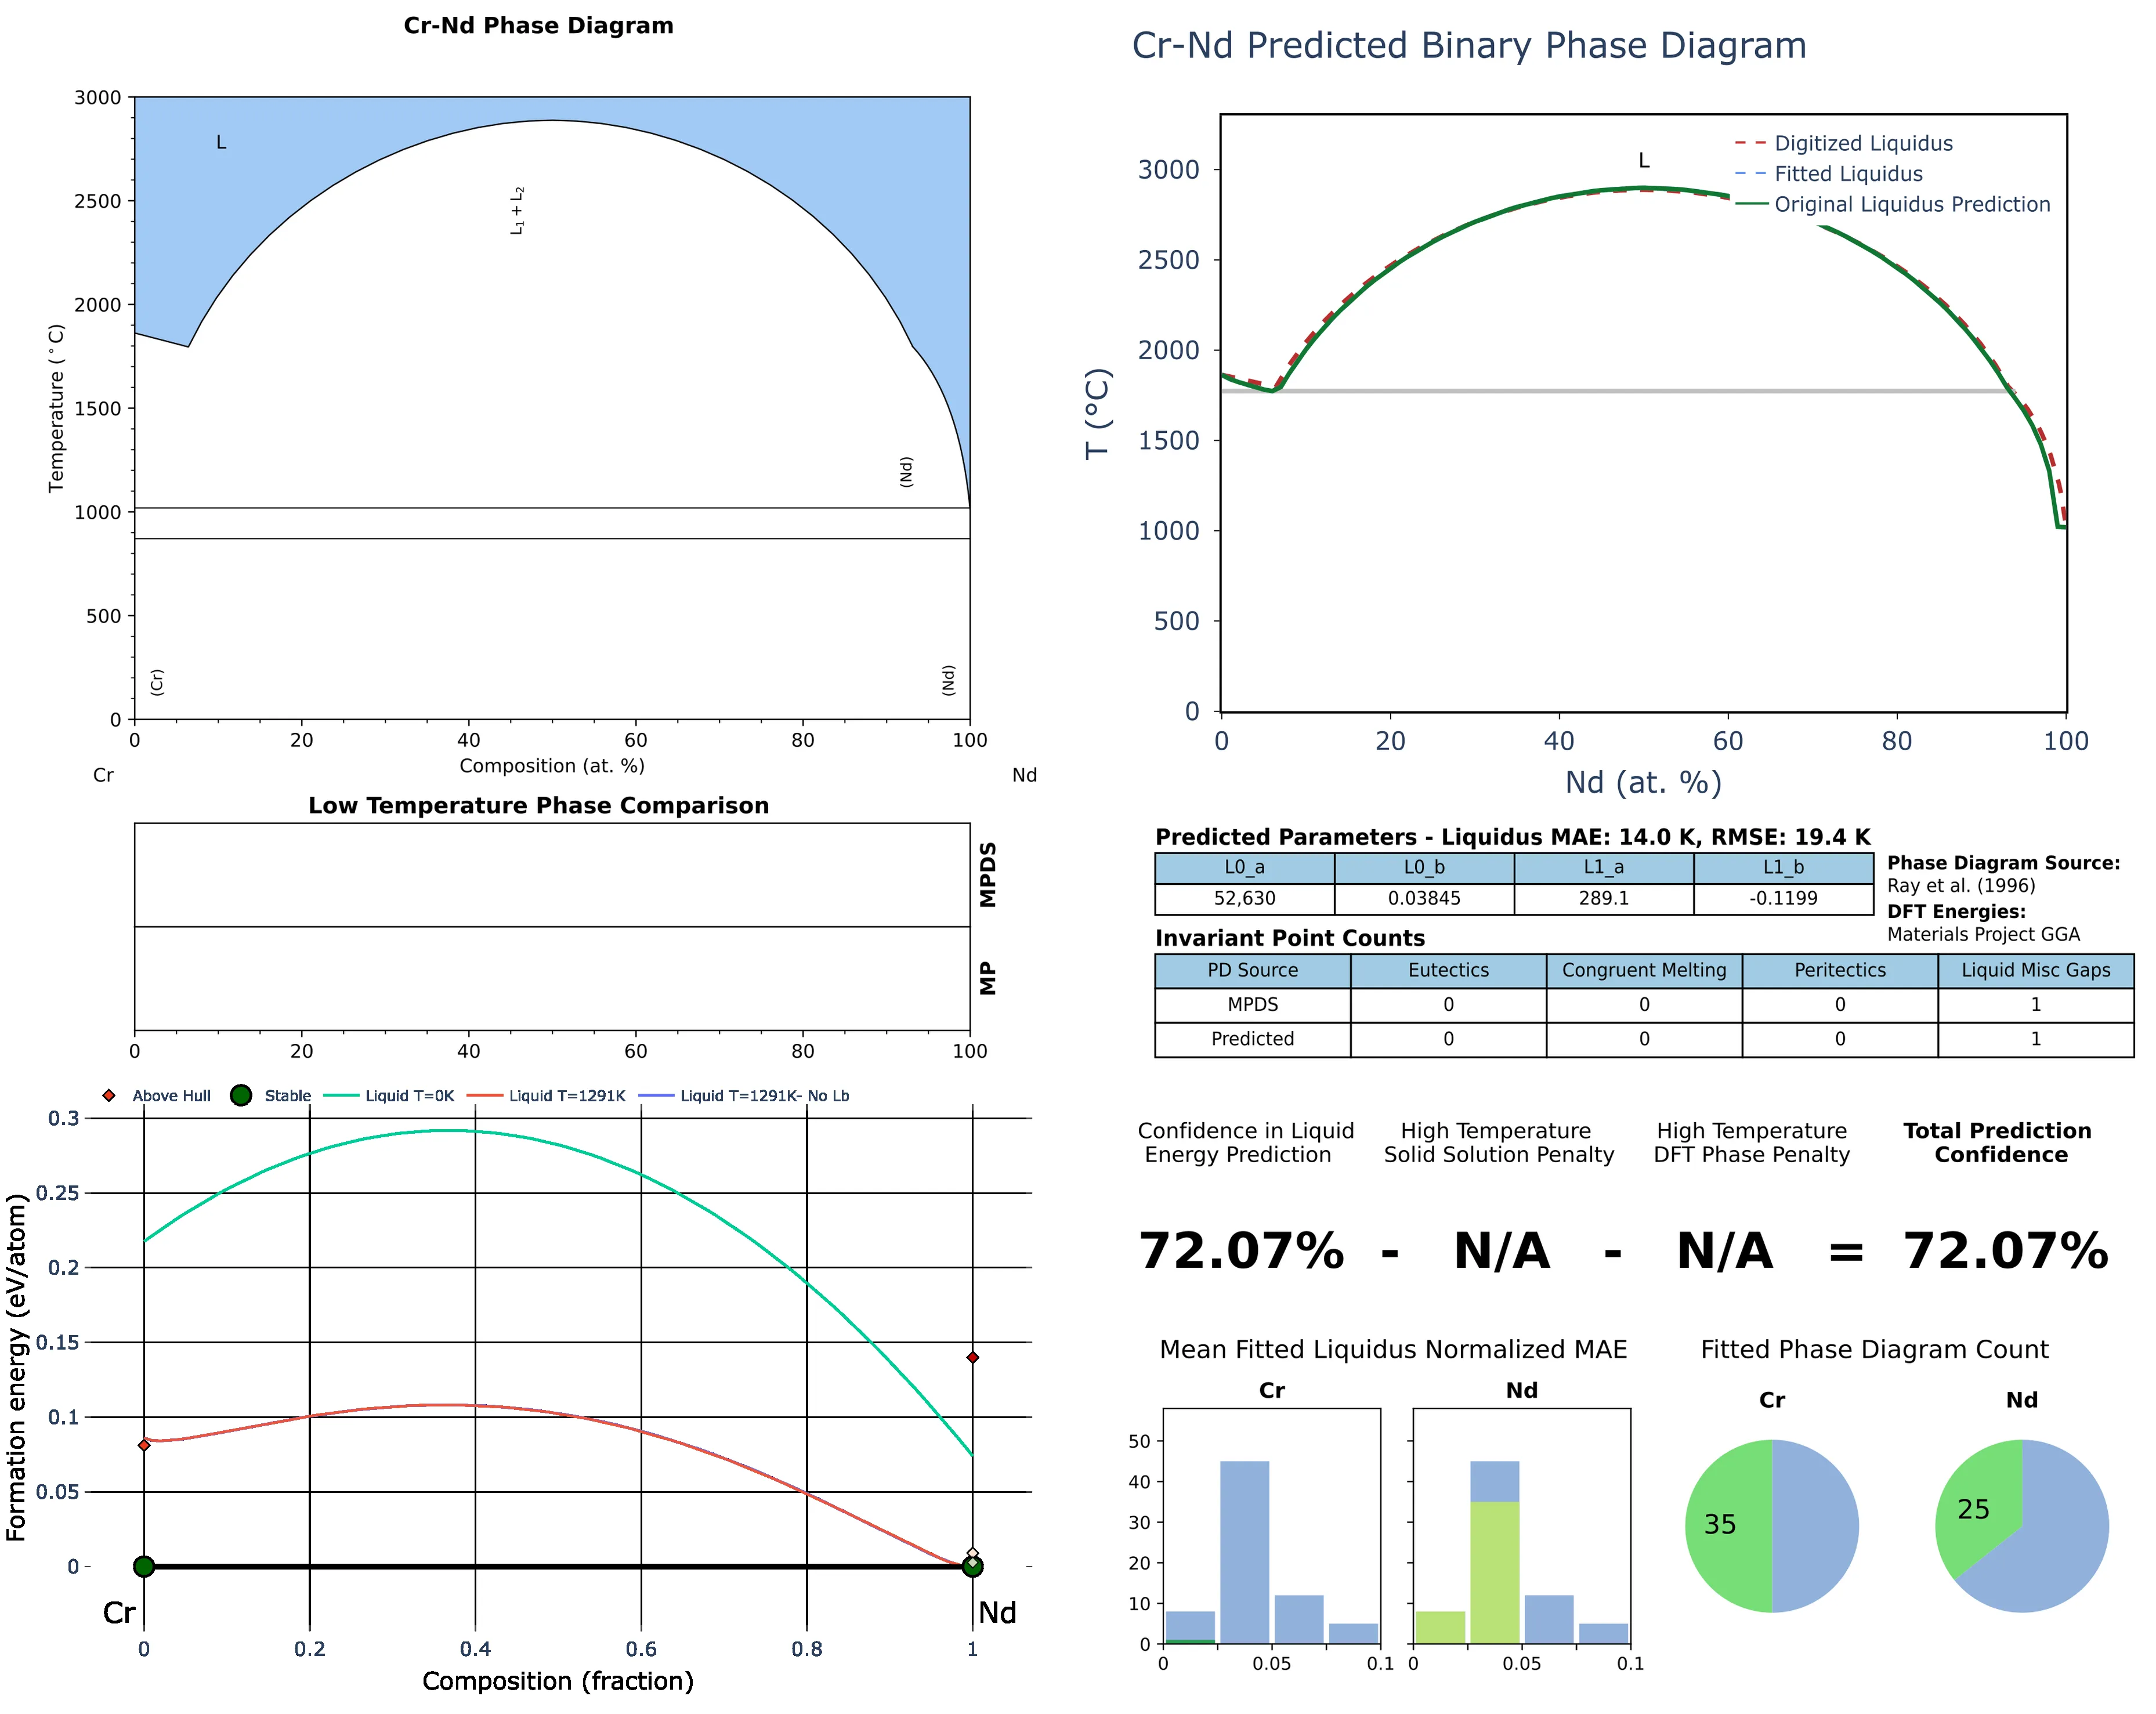 Cr-Nd Phase Diagram
3000
2500
2000
1500
1000
500
0
Temperature (°C)
L
L1 + L2
(Nd)
(Cr)
(Nd)
0 20 40 60 80 100
Composition (at. %)
Cr Nd
Low Temperature Phase Comparison
MPDS
MP
0 20 40 60 80 100
Above Hull Stable Liquid T=0K Liquid T=1291K Liquid T=1291K- No Lb
0.3
0.25
0.2
0.15
0.1
0.05
0
Formation energy (eV/atom)
Cr Nd
0 0.2 0.4 0.6 0.8 1
Composition (fraction)
Cr-Nd Predicted Binary Phase Diagram
L
Digitized Liquidus
Fitted Liquidus
Original Liquidus Prediction
3000
2500
2000
1500
1000
500
0
T (°C)
0 20 40 60 80 100
Nd (at. %)
Predicted Parameters - Liquidus MAE: 14.0 K, RMSE: 19.4 K
L0_a L0_b L1_a L1_b
52,630 0.03845 289.1 -0.1199
Phase Diagram Source:
Ray et al. (1996)
DFT Energies:
Materials Project GGA
Invariant Point Counts
PD Source Eutectics Congruent Melting Peritectics Liquid Misc Gaps
MPDS 0 0 0 1
Predicted 0 0 0 1
Confidence in Liquid
Energy Prediction
High Temperature
Solid Solution Penalty
High Temperature
DFT Phase Penalty
Total Prediction
Confidence
72.07% - N/A - N/A = 72.07%
Mean Fitted Liquidus Normalized MAE
Cr Nd
50
40
30
20
10
0
0 0.05 0.1 0 0.05 0.1
Fitted Phase Diagram Count
Cr Nd
35 25